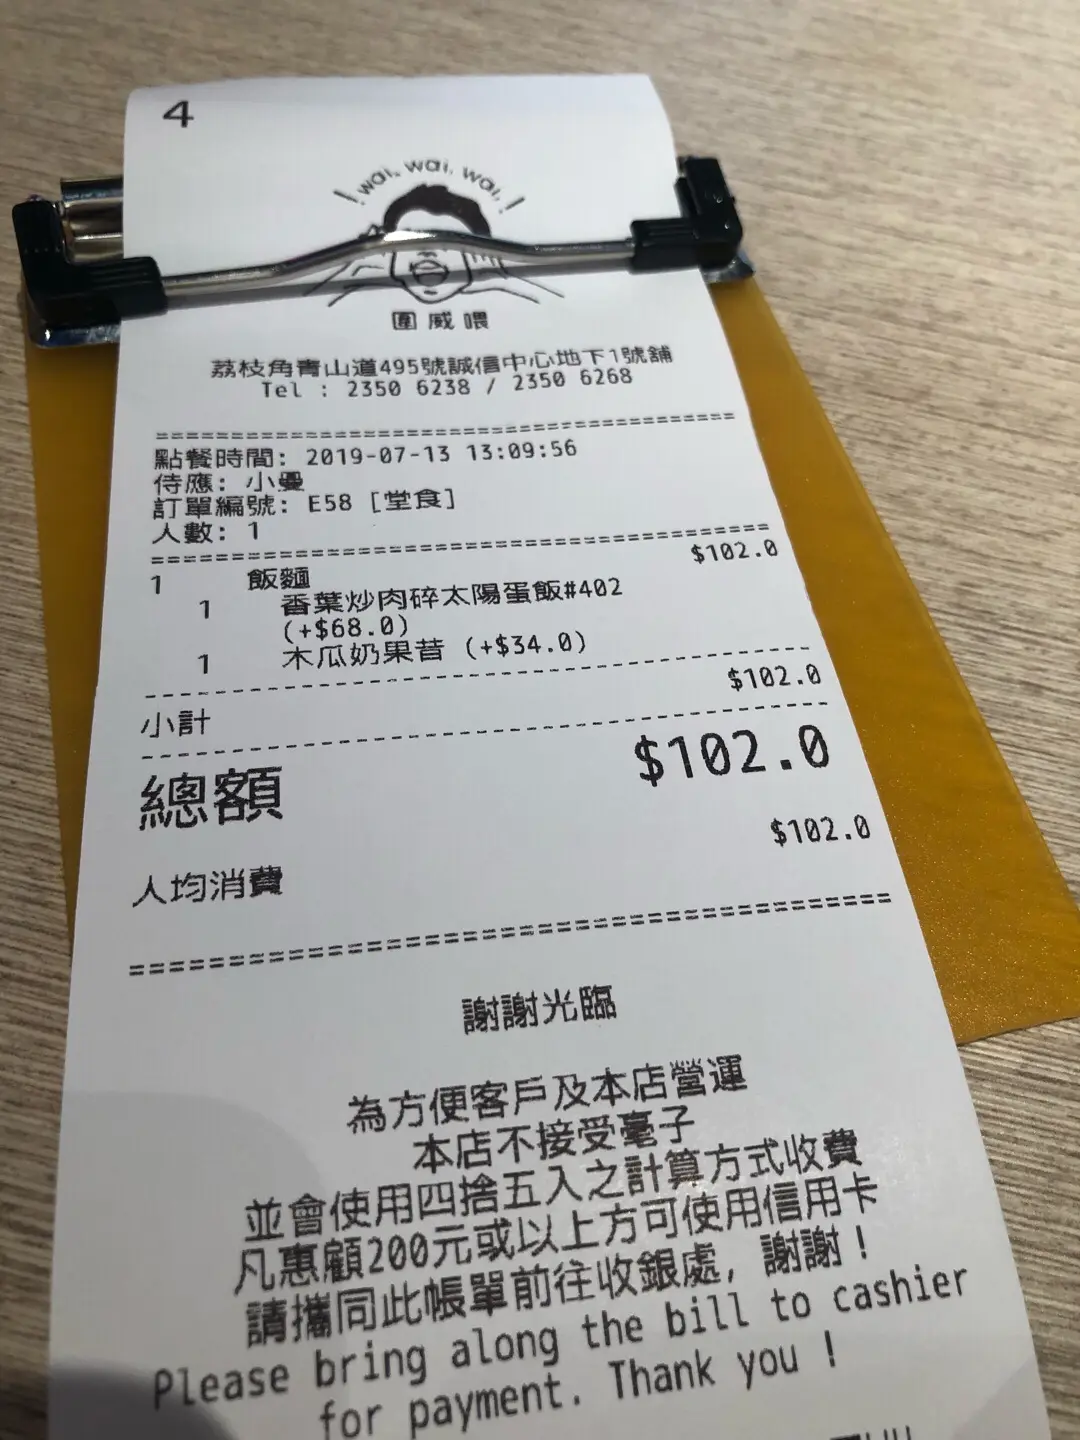 4
! wai, wai, wai, !
圍威喂
荔枝角青山道495號誠信中心地下1號舖
Tel : 2350 6238 / 2350 6268
點餐時間: 2019-07-13 13:09:56
侍應: 小曼
訂單編號: E58 [堂食]
人數: 1
1 飯麵 $102.0
1 香葉炒肉碎太陽蛋飯#402
(+$68.0)
1 木瓜奶果昔 (+$34.0)
小計 $102.0
總額 $102.0
人均消費 $102.0
謝謝光臨
為方便客戶及本店營運
本店不接受毫子
並會使用四捨五入之計算方式收費
凡惠顧200元或以上方可使用信用卡
請攜同此帳單前往收銀處, 謝謝！
Please bring along the bill to cashier
for payment. Thank you !